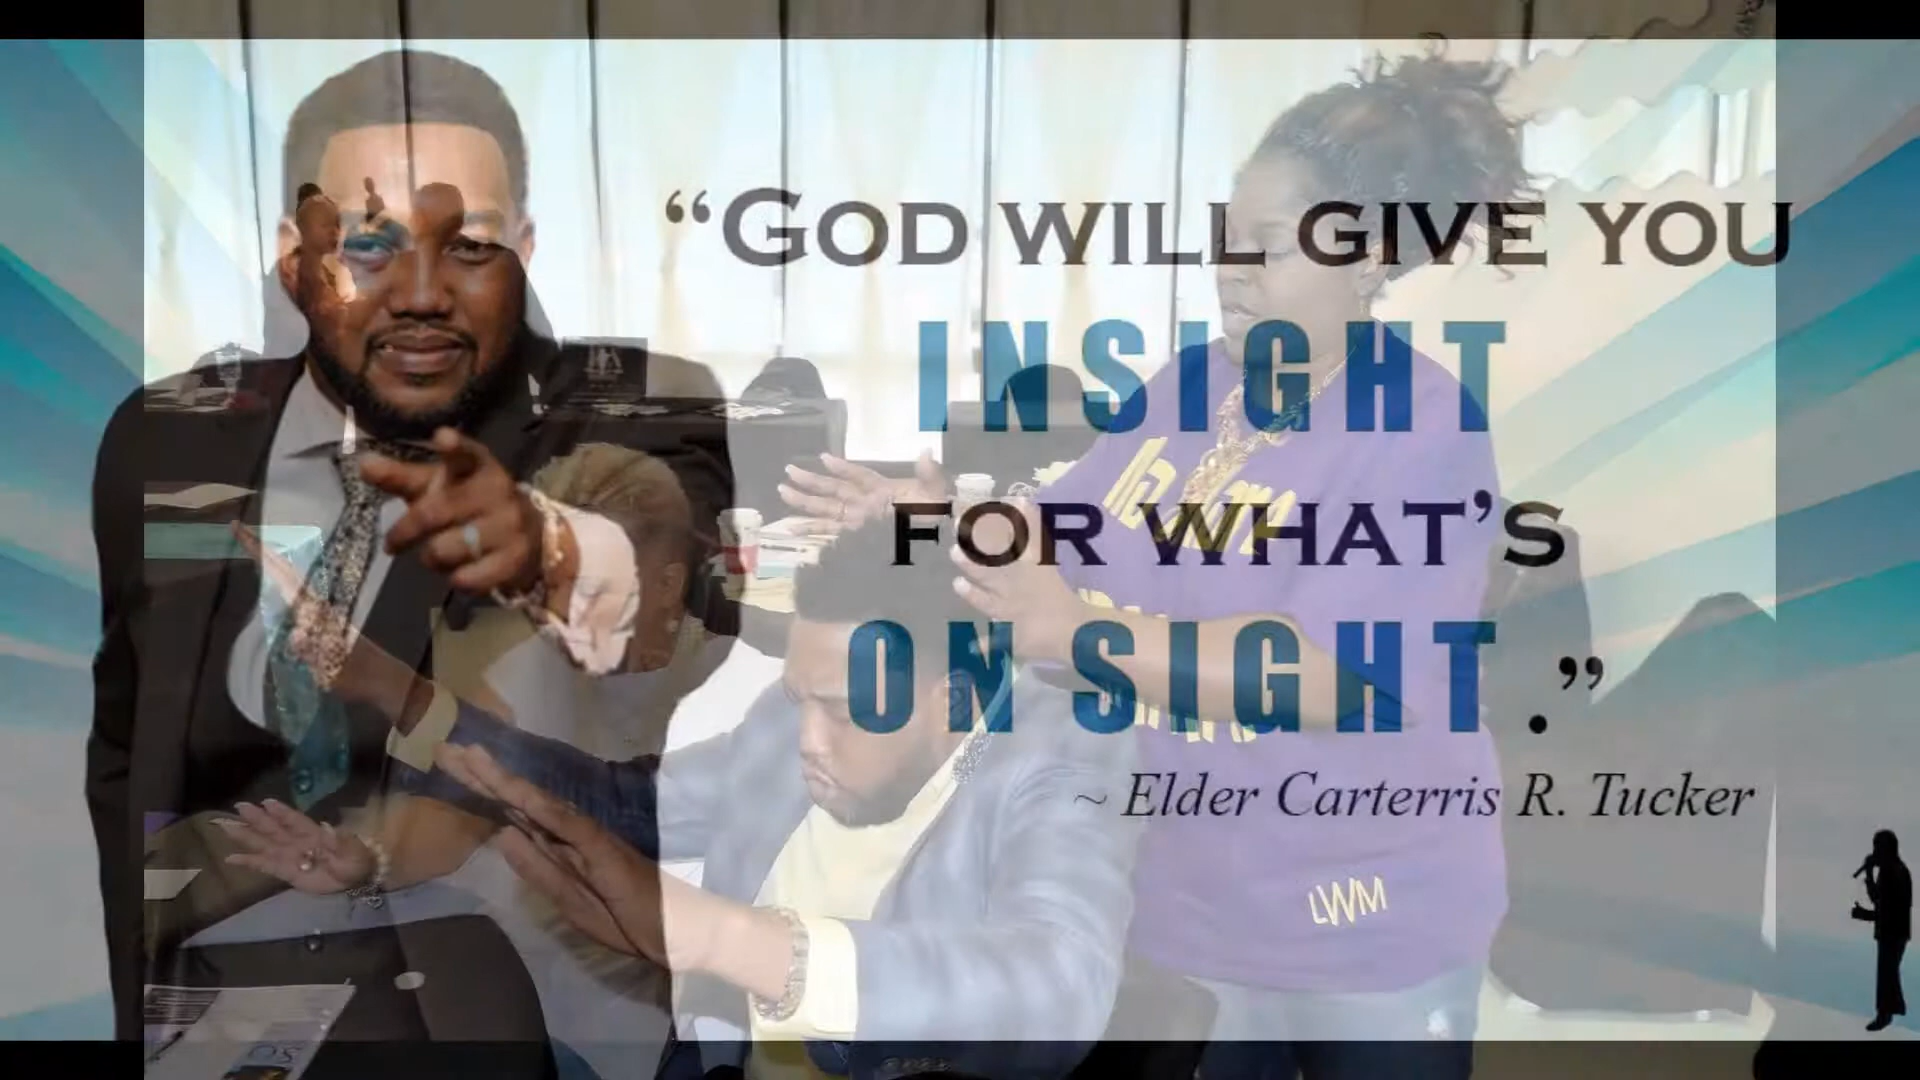 “GOD WILL GIVE YOU
INSIGHT
FOR WHAT’S
ON SIGHT.”
~ Elder Carterris R. Tucker
LWM